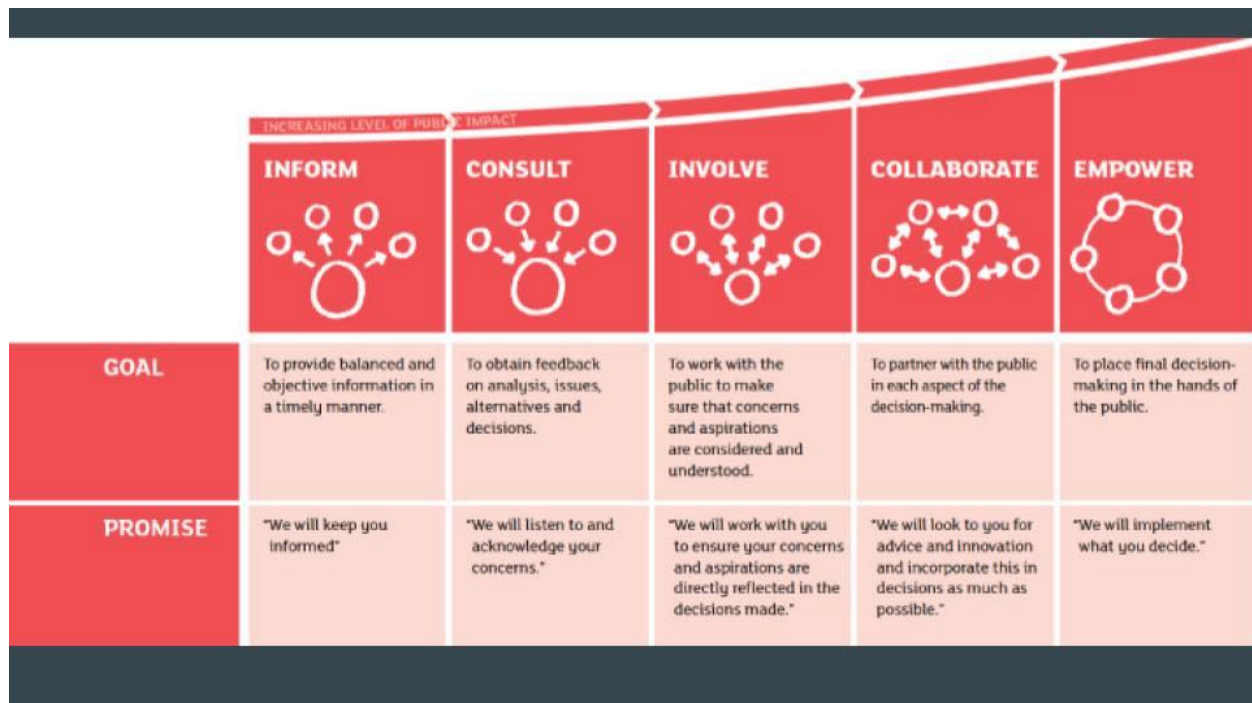 INCREASING LEVEL OF PUBLIC IMPACT
INFORM
CONSULT
INVOLVE
COLLABORATE
EMPOWER
GOAL
To provide balanced and
objective information in
a timely manner.
To obtain feedback
on analysis, issues,
alternatives and
decisions.
To work with the
public to make
sure that concerns
and aspirations
are considered and
understood.
To partner with the public
in each aspect of the
decision-making.
To place final decision-
making in the hands of
the public.
PROMISE
"We will keep you
informed"
"We will listen to and
acknowledge your
concerns."
"We will work with you
to ensure your concerns
and aspirations are
directly reflected in the
decisions made."
"We will look to you for
advice and innovation
and incorporate this in
decisions as much as
possible."
"We will implement
what you decide."